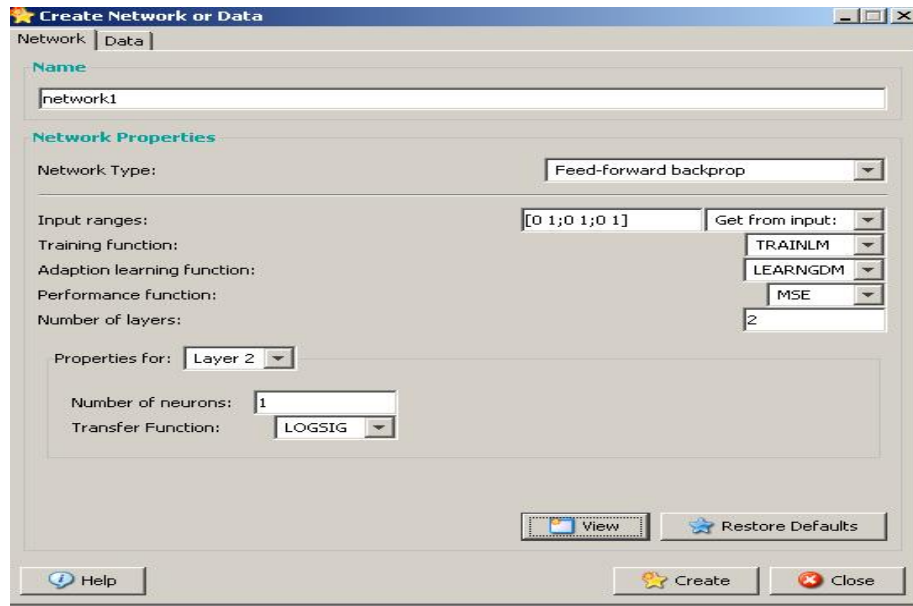 Create Network or Data
Network Data
Name
network1
Network Properties
Network Type: Feed-forward backprop
Input ranges: [0 1;0 1;0 1] Get from input:
Training function: TRAINLM
Adaption learning function: LEARNGDM
Performance function: MSE
Number of layers: 2
Properties for: Layer 2
Number of neurons: 1
Transfer Function: LOGSIG
View Restore Defaults
Help Create Close